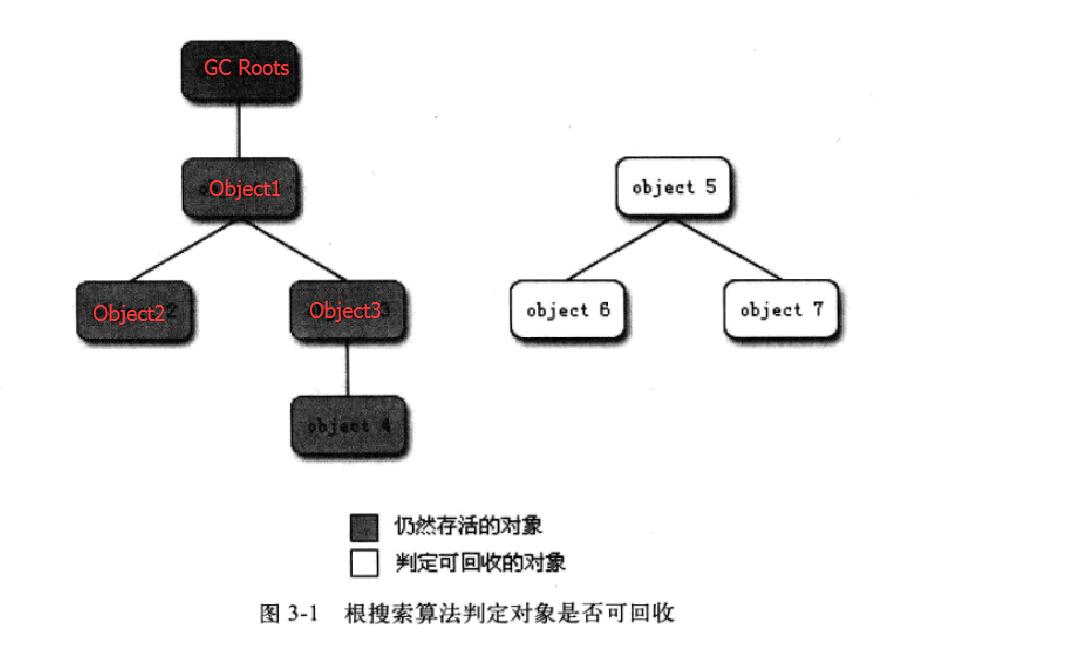 GC Roots
Object1
object 5
Object2
Object3
object 6
object 7
object 4
仍然存活的对象
判定可回收的对象
图 3-1 根搜索算法判定对象是否可回收